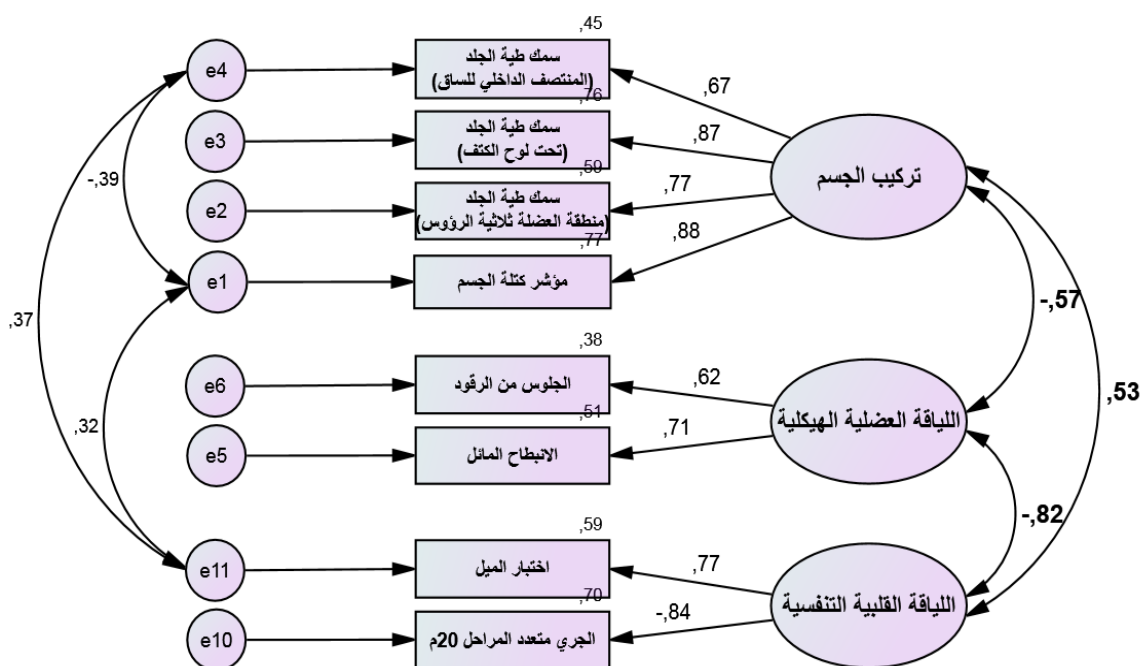 ,45
e4
سمك طية الجلد
(المنتصف الداخلي للساق)
,67
,76
e3
سمك طية الجلد
(تحت لوح الكتف)
,87
تركيب الجسم
-,39
,59
e2
سمك طية الجلد
(منطقة العضلة ثلاثية الرؤوس)
,77
,77
e1
مؤشر كتلة الجسم
,88
-,57
,37
,38
e6
الجلوس من الرقود
,62
,53
اللياقة العضلية الهيكلية
,32
,51
e5
الانبطاح المائل
,71
-,82
,59
e11
اختبار الميل
,77
اللياقة القلبية التنفسية
,70
e10
الجري متعدد المراحل 20م
-,84